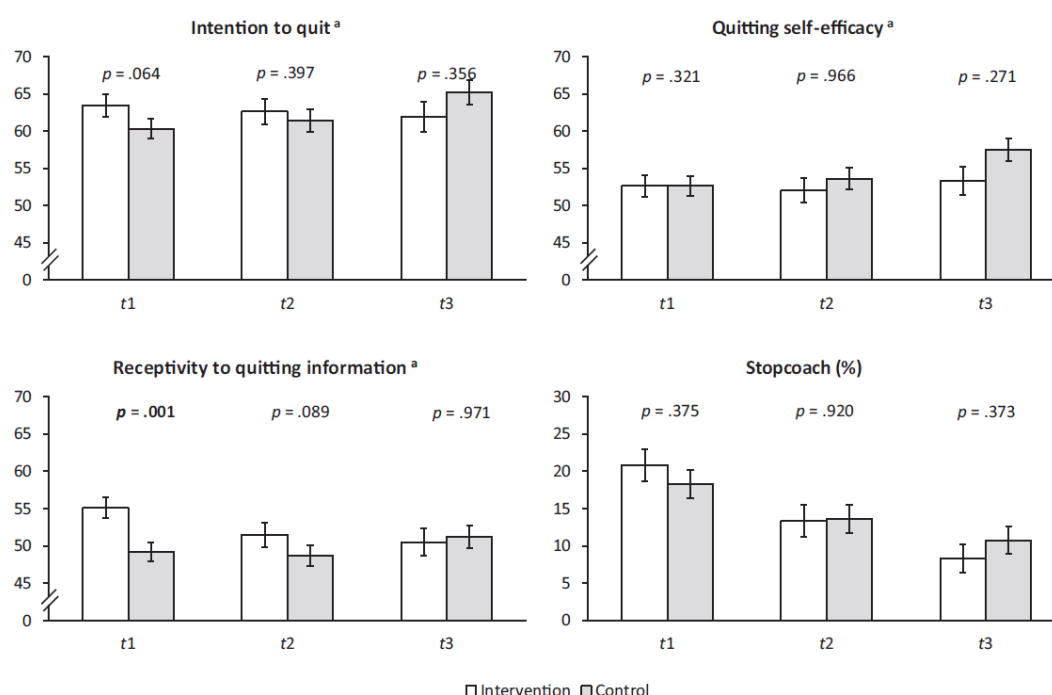 Intention to quit ᵃ
70
65
60
55
50
45
0
p = .064
p = .397
p = .356
t1
t2
t3
Quitting self-efficacy ᵃ
70
65
60
55
50
45
0
p = .321
p = .966
p = .271
t1
t2
t3
Receptivity to quitting information ᵃ
70
65
60
55
50
45
0
p = .001
p = .089
p = .971
t1
t2
t3
Stopcoach (%)
30
25
20
15
10
5
0
p = .375
p = .920
p = .373
t1
t2
t3
Intervention Control